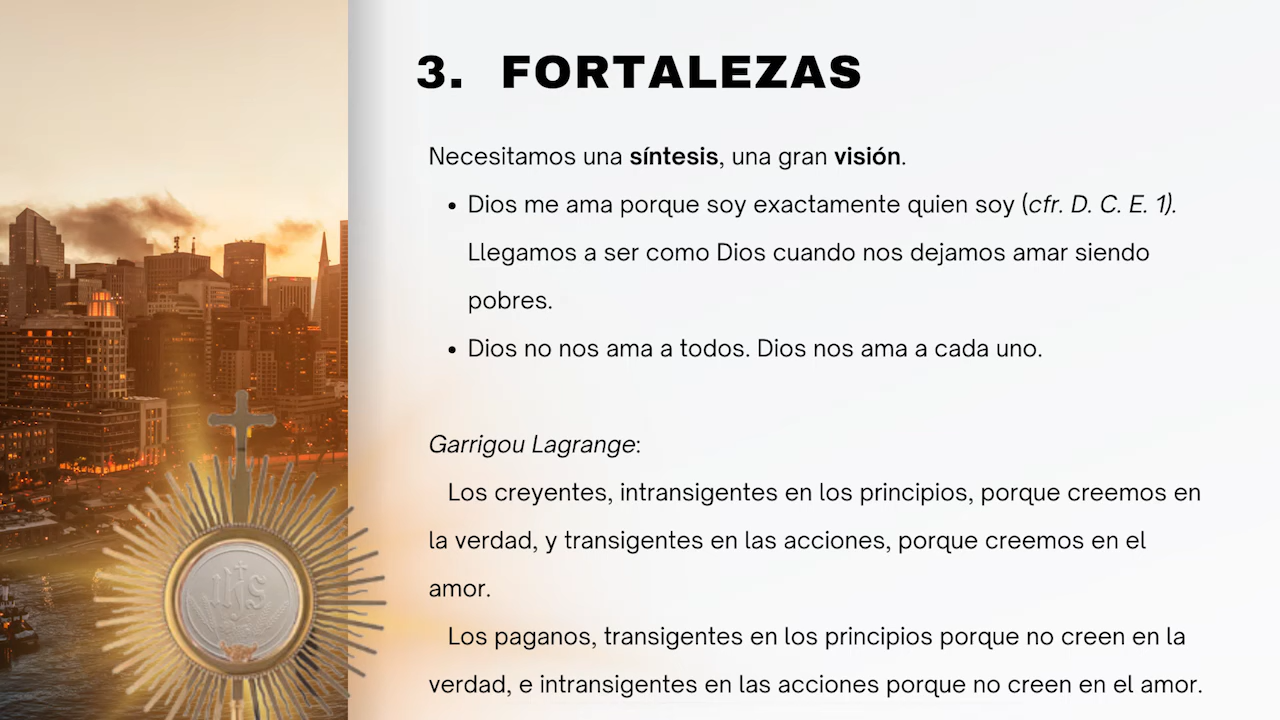 3. FORTALEZAS
Necesitamos una síntesis, una gran visión.
• Dios me ama porque soy exactamente quien soy (cfr. D. C. E. 1).
Llegamos a ser como Dios cuando nos dejamos amar siendo
pobres.
• Dios no nos ama a todos. Dios nos ama a cada uno.
Garrigou Lagrange:
Los creyentes, intransigentes en los principios, porque creemos en
la verdad, y transigentes en las acciones, porque creemos en el
amor.
Los paganos, transigentes en los principios porque no creen en la
verdad, e intransigentes en las acciones porque no creen en el amor.
IHS